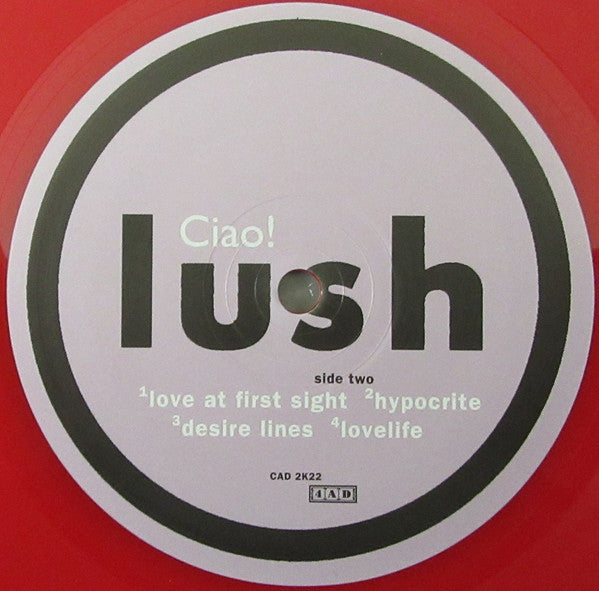 Ciao!
lush
side two
¹love at first sight ²hypocrite
³desire lines ⁴lovelife
CAD 2K22
4AD